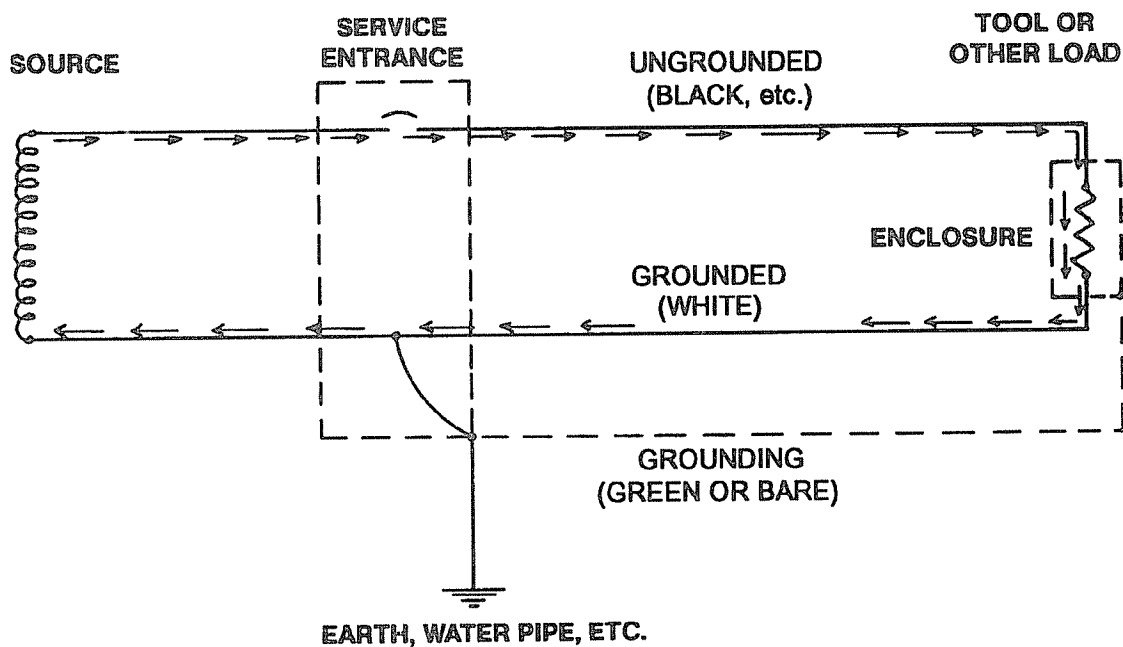 SOURCE
SERVICE
ENTRANCE
UNGROUNDED
(BLACK, etc.)
TOOL OR
OTHER LOAD
ENCLOSURE
GROUNDED
(WHITE)
GROUNDING
(GREEN OR BARE)
EARTH, WATER PIPE, ETC.